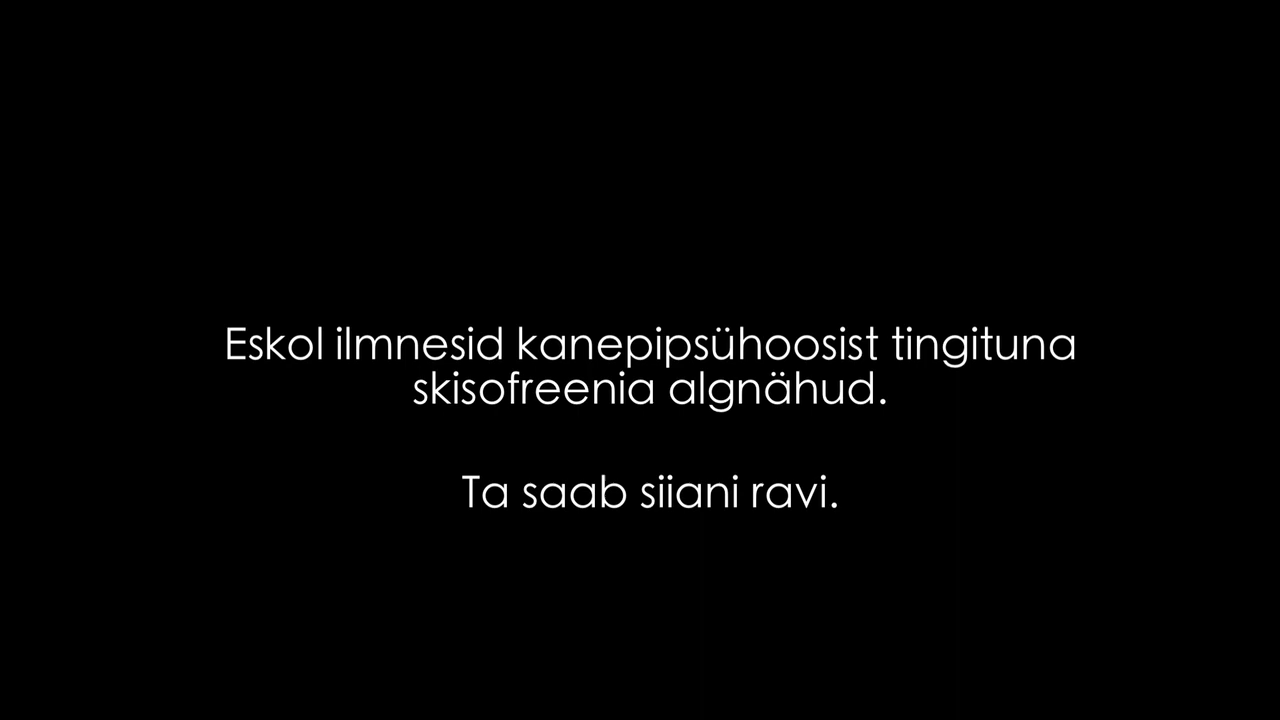 Eskol ilmnesid kanepipsühoosist tingituna
skisofreenia algnähud.
Ta saab siiani ravi.